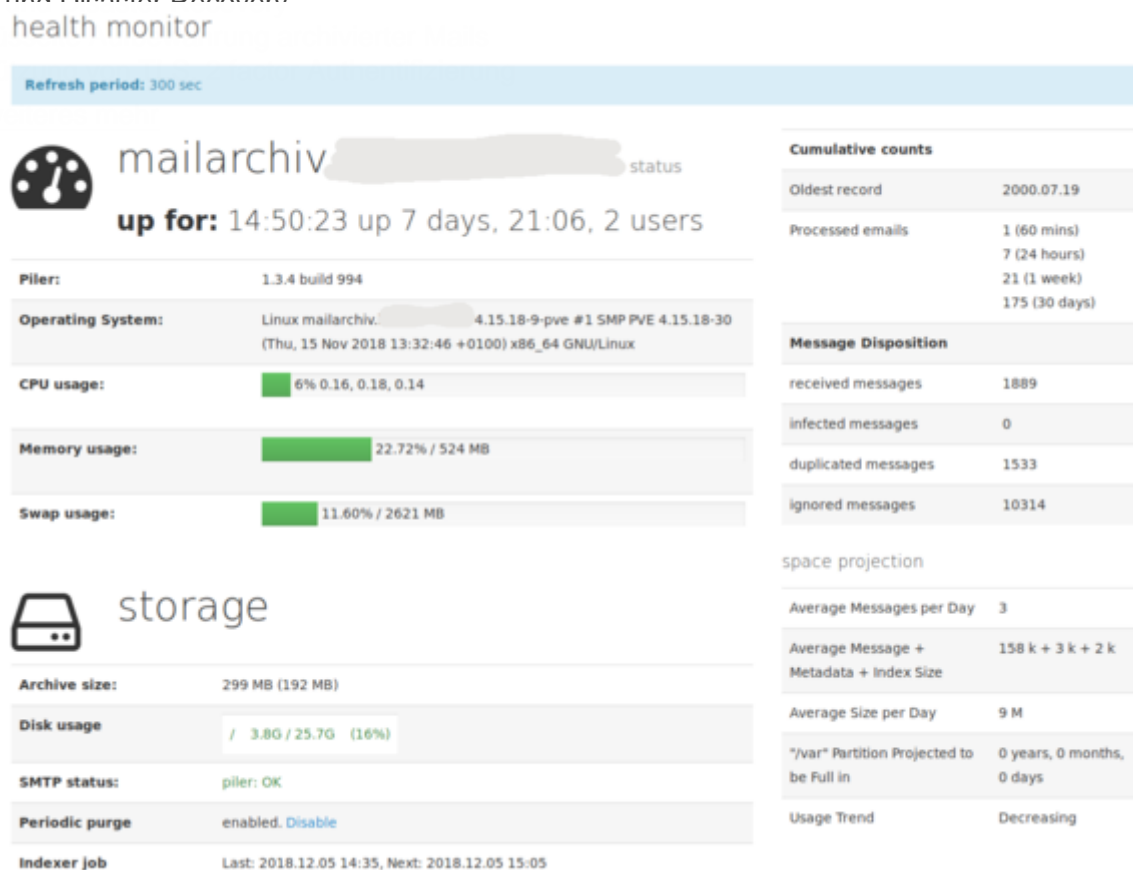 health monitor
Refresh period: 300 sec
mailarchiv status
up for: 14:50:23 up 7 days, 21:06, 2 users
Piler: 1.3.4 build 994
Operating System: Linux mailarchiv. 4.15.18-9-pve #1 SMP PVE 4.15.18-30
(Thu, 15 Nov 2018 13:32:46 +0100) x86_64 GNU/Linux
CPU usage: 6% 0.16, 0.18, 0.14
Memory usage: 22.72% / 524 MB
Swap usage: 11.60% / 2621 MB
storage
Archive size: 299 MB (192 MB)
Disk usage / 3.8G / 25.7G (16%)
SMTP status: piler: OK
Periodic purge enabled. Disable
Indexer job Last: 2018.12.05 14:35, Next: 2018.12.05 15:05
Cumulative counts
Oldest record 2000.07.19
Processed emails 1 (60 mins)
7 (24 hours)
21 (1 week)
175 (30 days)
Message Disposition
received messages 1889
infected messages 0
duplicated messages 1533
ignored messages 10314
space projection
Average Messages per Day 3
Average Message + 158 k + 3 k + 2 k
Metadata + Index Size
Average Size per Day 9 M
"/var" Partition Projected to 0 years, 0 months,
be Full in 0 days
Usage Trend Decreasing